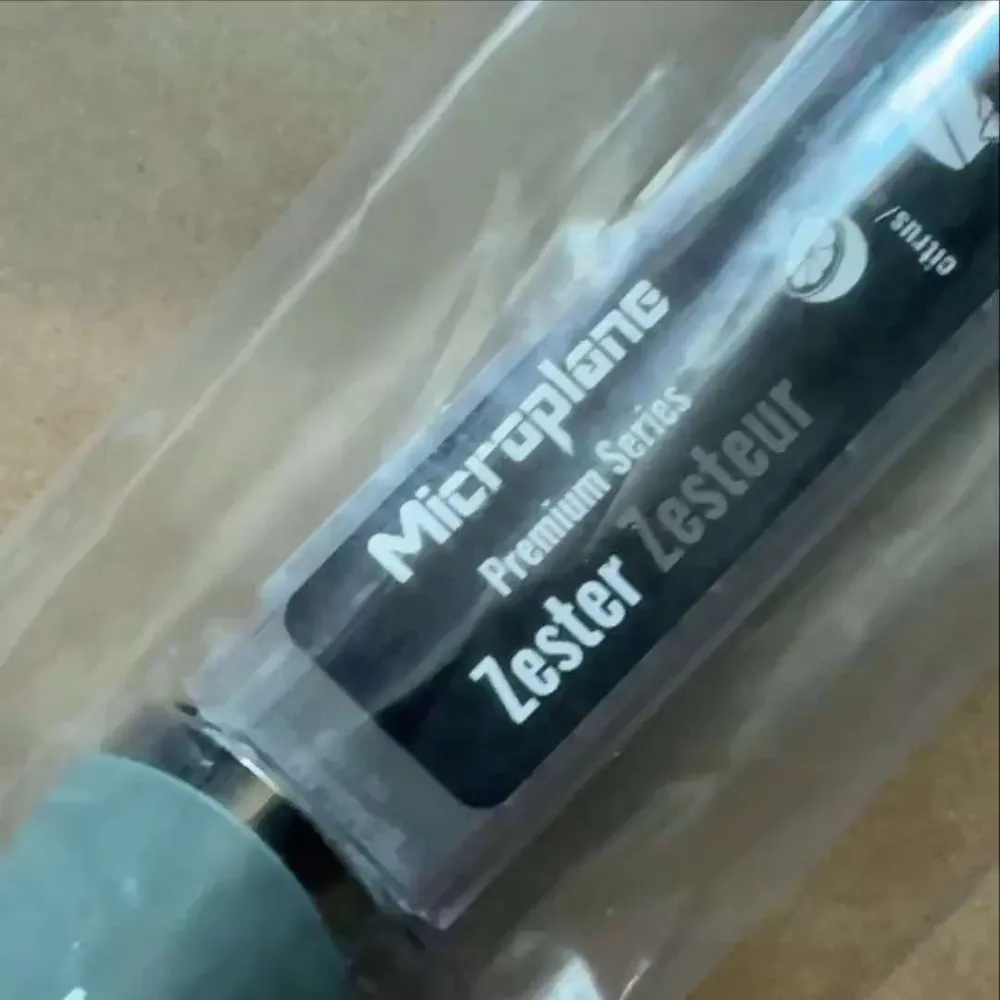 Microplane
Premium Series
Zester Zesteur
citrus/